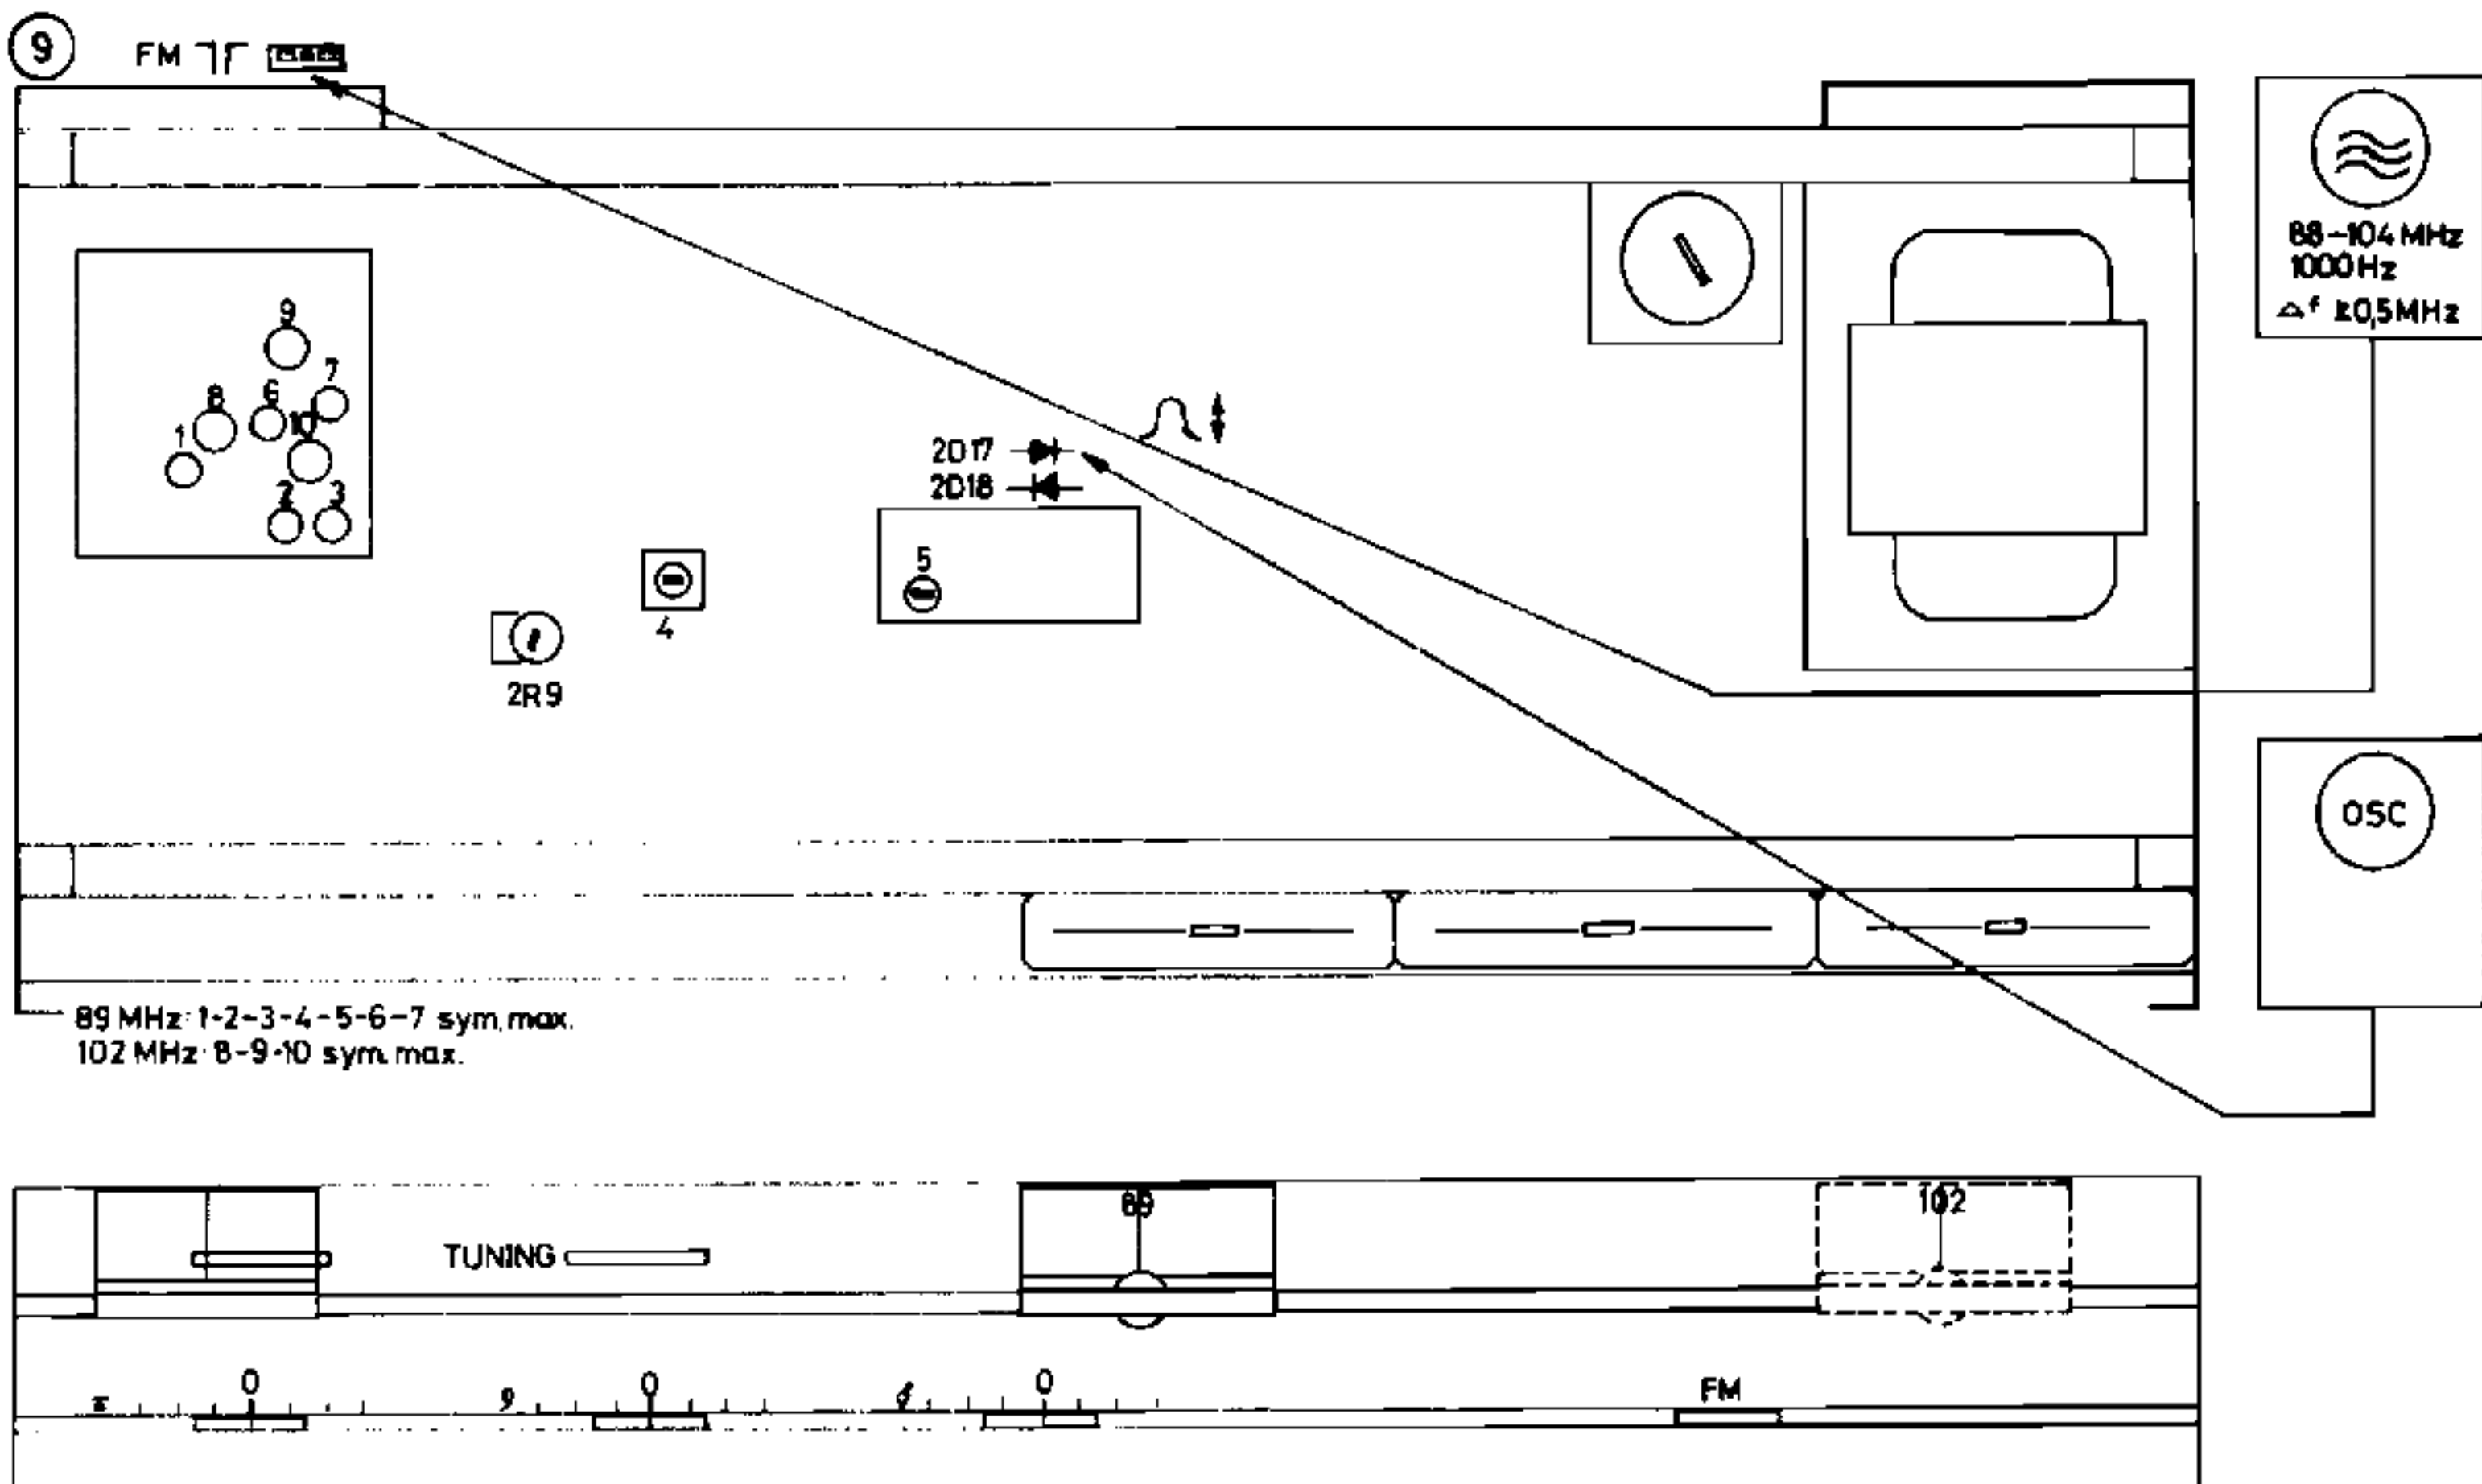 9
FM
88-104 MHz
1000 Hz
Δf ±0,5 MHz
9
7
8 6
10
1
2 3
2D17
2D18
5
4
2R9
OSC
89 MHz: 1-2-3-4-5-6-7 sym. max.
102 MHz: 8-9-10 sym. max.
89
102
TUNING
0
0
0
FM